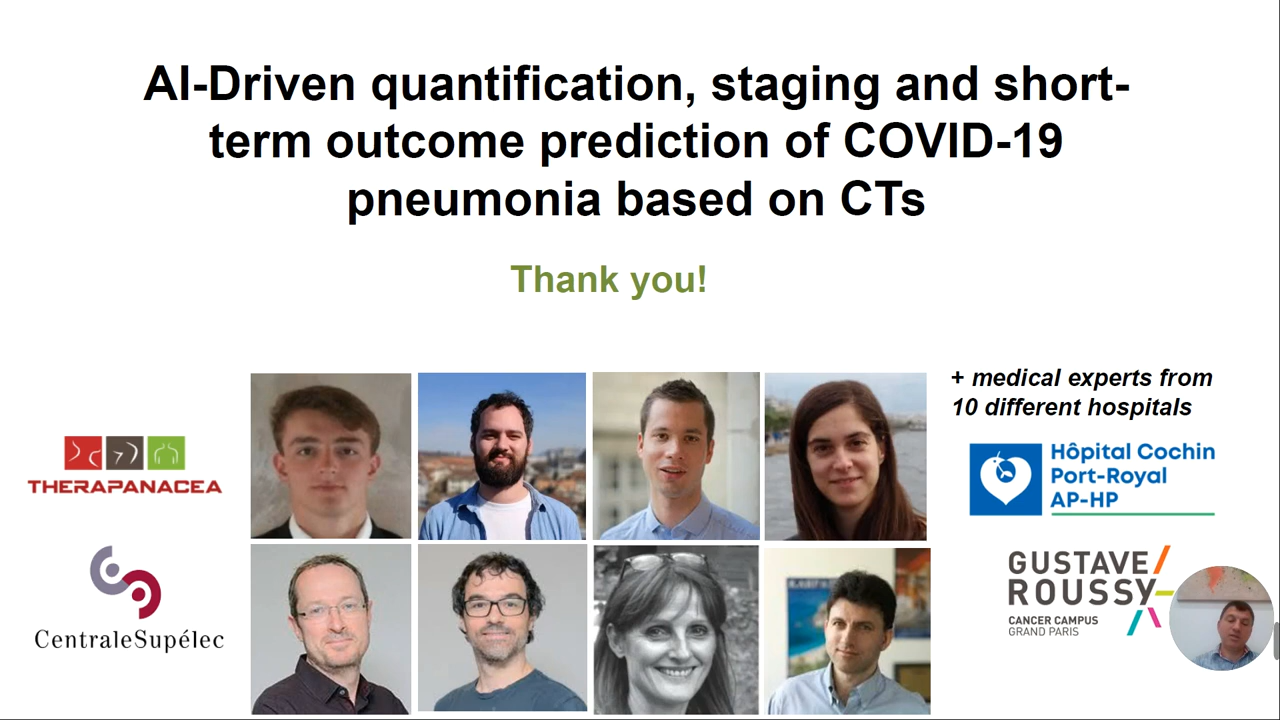 AI-Driven quantification, staging and short-
term outcome prediction of COVID-19
pneumonia based on CTs
Thank you!
+ medical experts from
10 different hospitals
THERAPANACEA
Hôpital Cochin
Port-Royal
AP-HP
CentraleSupélec
GUSTAVE
ROUSSY
CANCER CAMPUS
GRAND PARIS